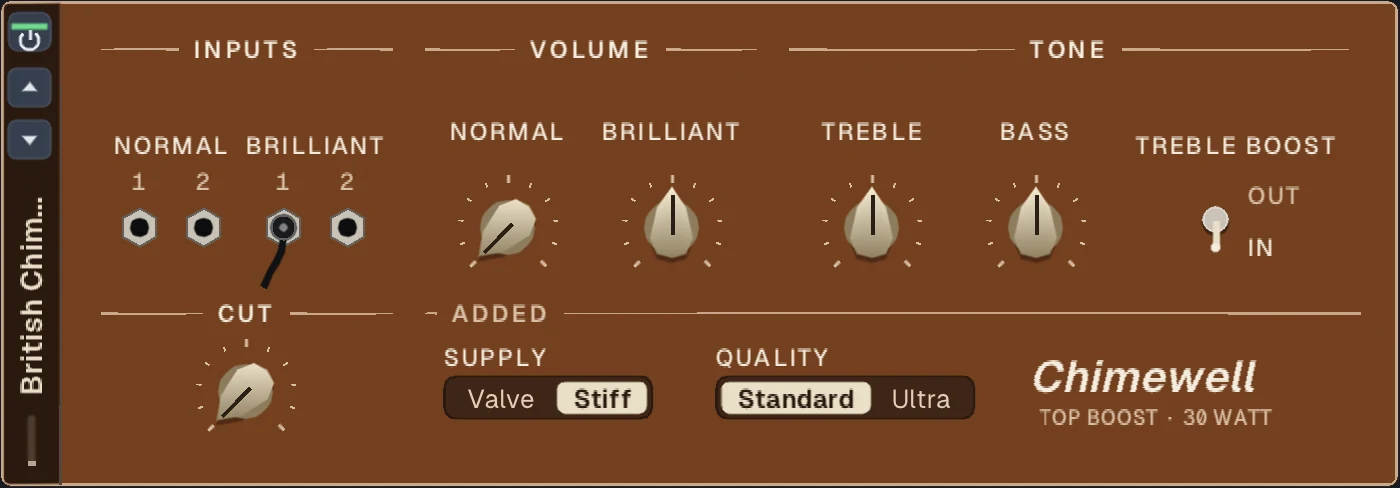 British Chim...
INPUTS
NORMAL BRILLIANT
1 2 1 2
VOLUME
NORMAL BRILLIANT
TONE
TREBLE BASS
TREBLE BOOST
OUT
IN
CUT
ADDED
SUPPLY
Valve Stiff
QUALITY
Standard Ultra
Chimewell
TOP BOOST · 30 WATT